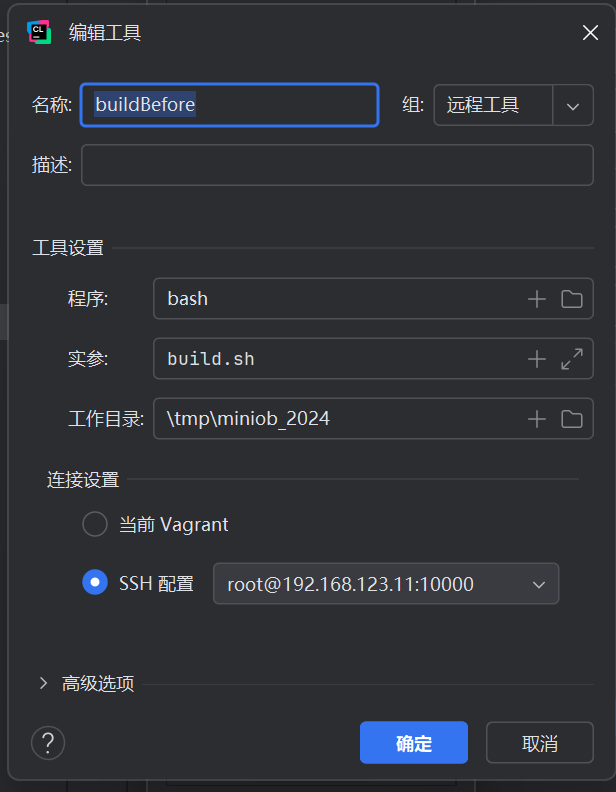 es
CL
编辑工具
名称: buildBefore 组: 远程工具
描述:
工具设置
程序: bash
实参: build.sh
工作目录: \tmp\miniob_2024
连接设置
当前 Vagrant
SSH 配置 root@192.168.123.11:10000
高级选项
? 确定 取消